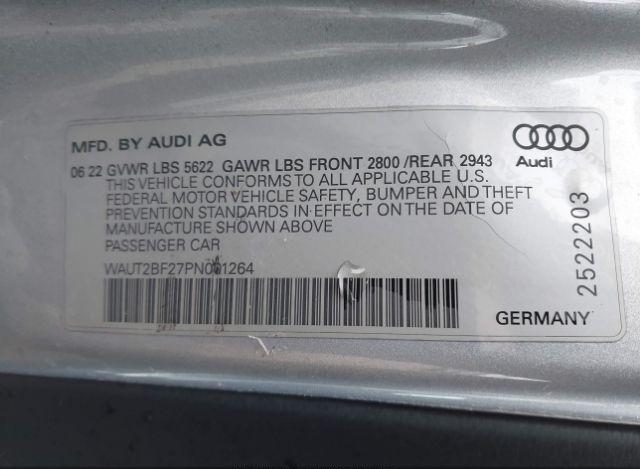 MFD. BY AUDI AG
06 22 GVWR LBS 5622 GAWR LBS FRONT 2800 /REAR 2943
Audi
THIS VEHICLE CONFORMS TO ALL APPLICABLE U.S.
FEDERAL MOTOR VEHICLE SAFETY, BUMPER AND THEFT
PREVENTION STANDARDS IN EFFECT ON THE DATE OF
MANUFACTURE SHOWN ABOVE
PASSENGER CAR
WAUT2BF27PN001264
2522203
GERMANY